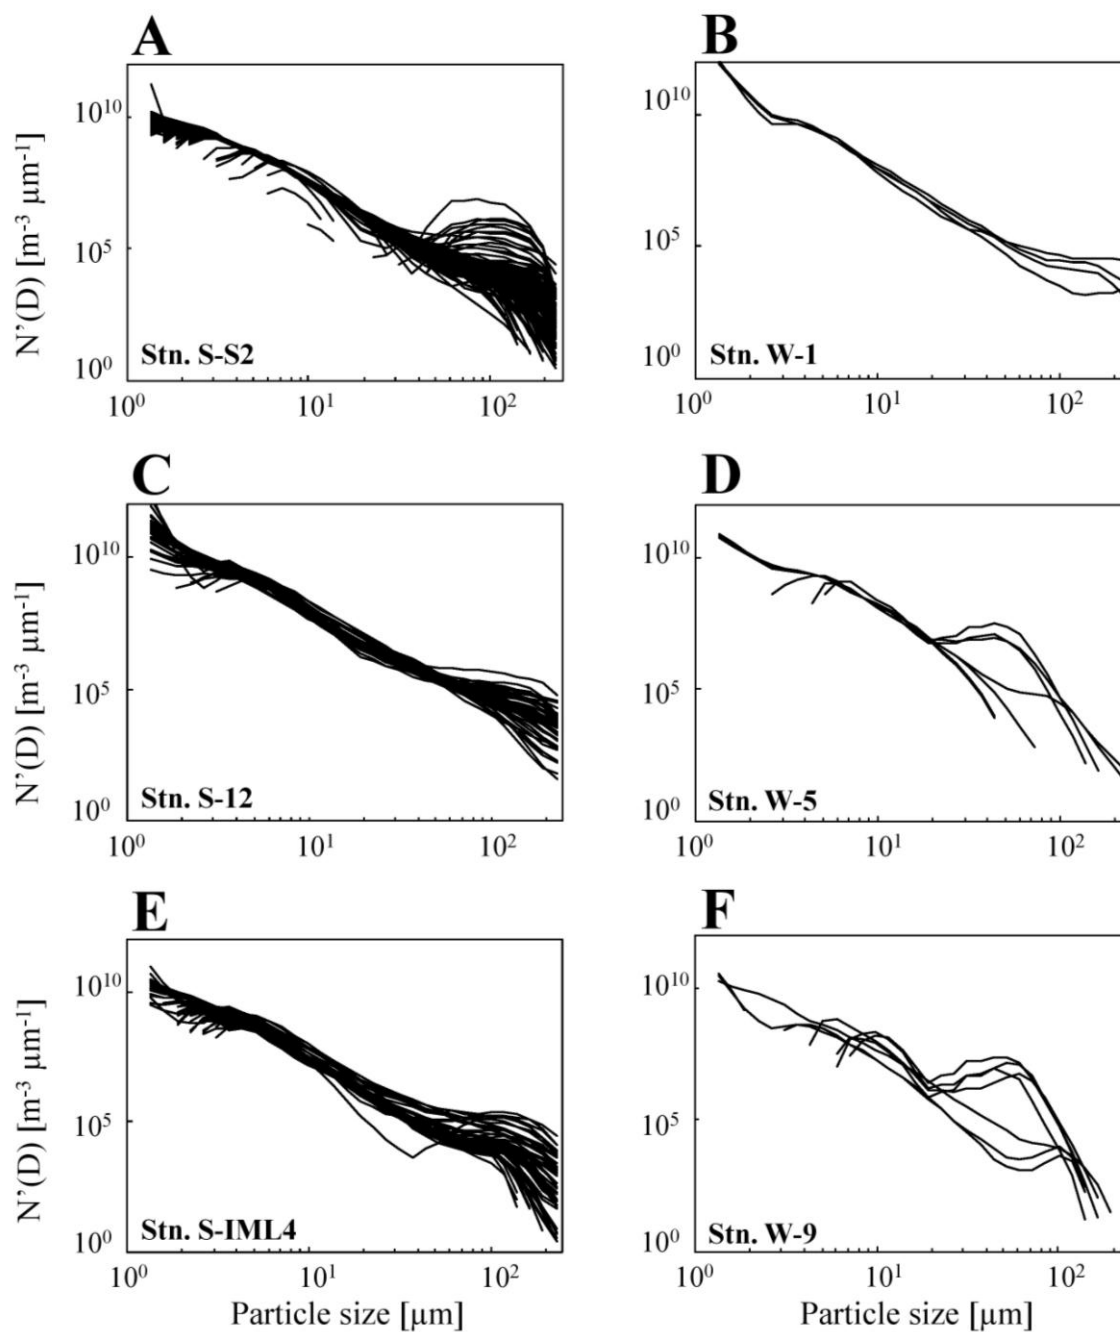 A
B
N’(D) [m⁻³ µm⁻¹]
10¹⁰
10⁵
10⁰
Stn. S-S2
10⁰
10¹
10²
10¹⁰
10⁵
10⁰
Stn. W-1
10⁰
10¹
10²
C
D
N’(D) [m⁻³ µm⁻¹]
10¹⁰
10⁵
10⁰
Stn. S-12
10⁰
10¹
10²
10¹⁰
10⁵
10⁰
Stn. W-5
10⁰
10¹
10²
E
F
N’(D) [m⁻³ µm⁻¹]
10¹⁰
10⁵
10⁰
Stn. S-IML4
10⁰
10¹
10²
Particle size [µm]
10¹⁰
10⁵
10⁰
Stn. W-9
10⁰
10¹
10²
Particle size [µm]